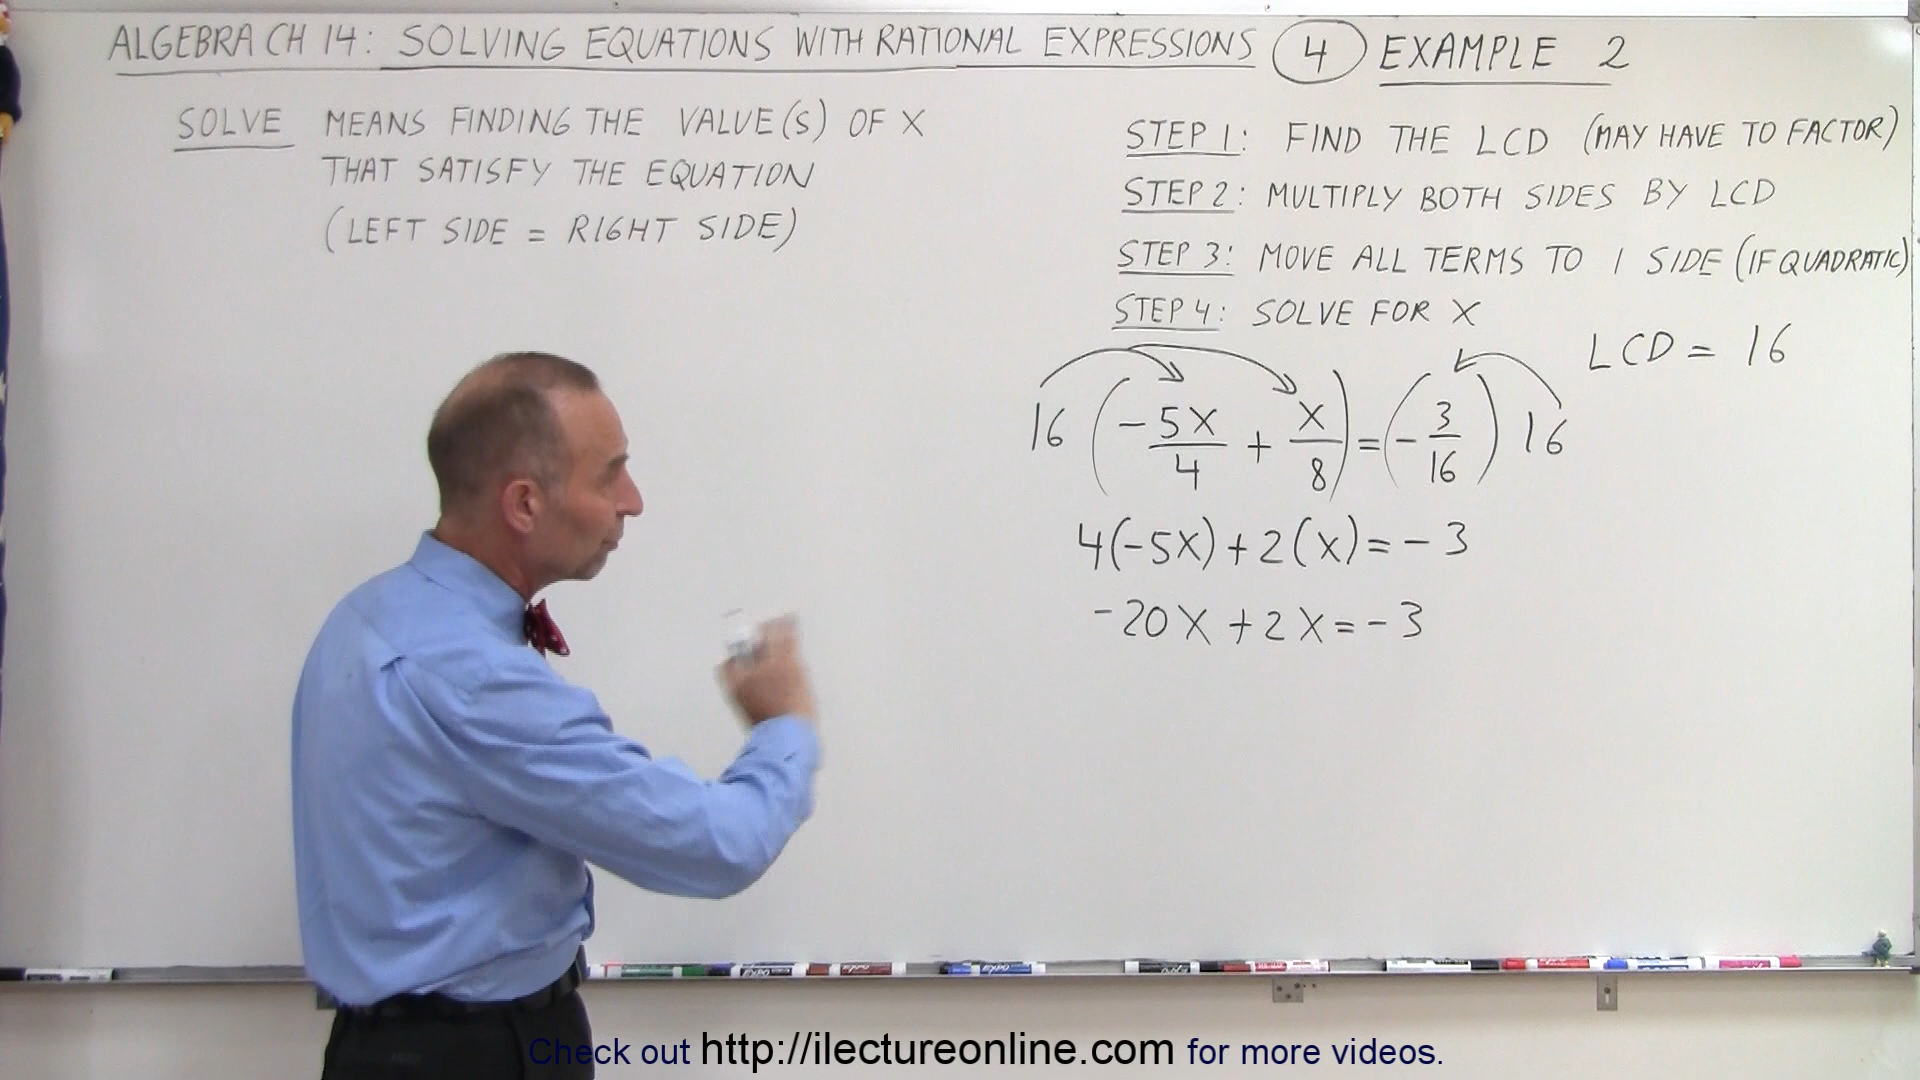 ALGEBRA CH 14: SOLVING EQUATIONS WITH RATIONAL EXPRESSIONS 4 EXAMPLE 2
SOLVE MEANS FINDING THE VALUE(S) OF X
THAT SATISFY THE EQUATION
(LEFT SIDE = RIGHT SIDE)
STEP 1: FIND THE LCD (MAY HAVE TO FACTOR)
STEP 2: MULTIPLY BOTH SIDES BY LCD
STEP 3: MOVE ALL TERMS TO 1 SIDE (IF QUADRATIC)
STEP 4: SOLVE FOR X
LCD = 16
16 (-5X/4 + X/8) = (-3/16) 16
4(-5X)+2(X)=-3
-20X+2X=-3
Check out http://ilectureonline.com for more videos.